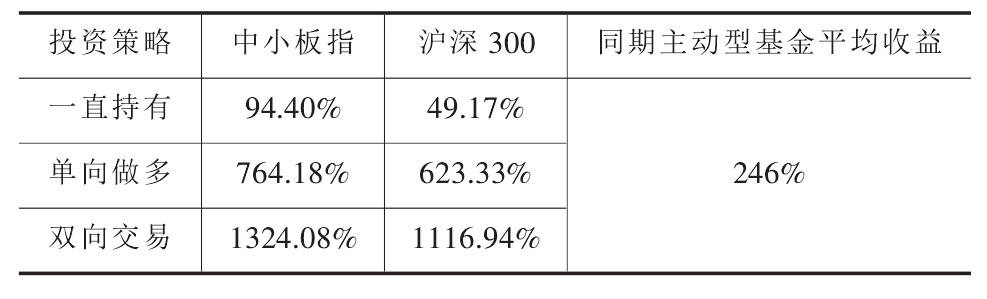 投资策略 中小板指 沪深 300 同期主动型基金平均收益
一直持有 94.40% 49.17%
单向做多 764.18% 623.33% 246%
双向交易 1324.08% 1116.94%